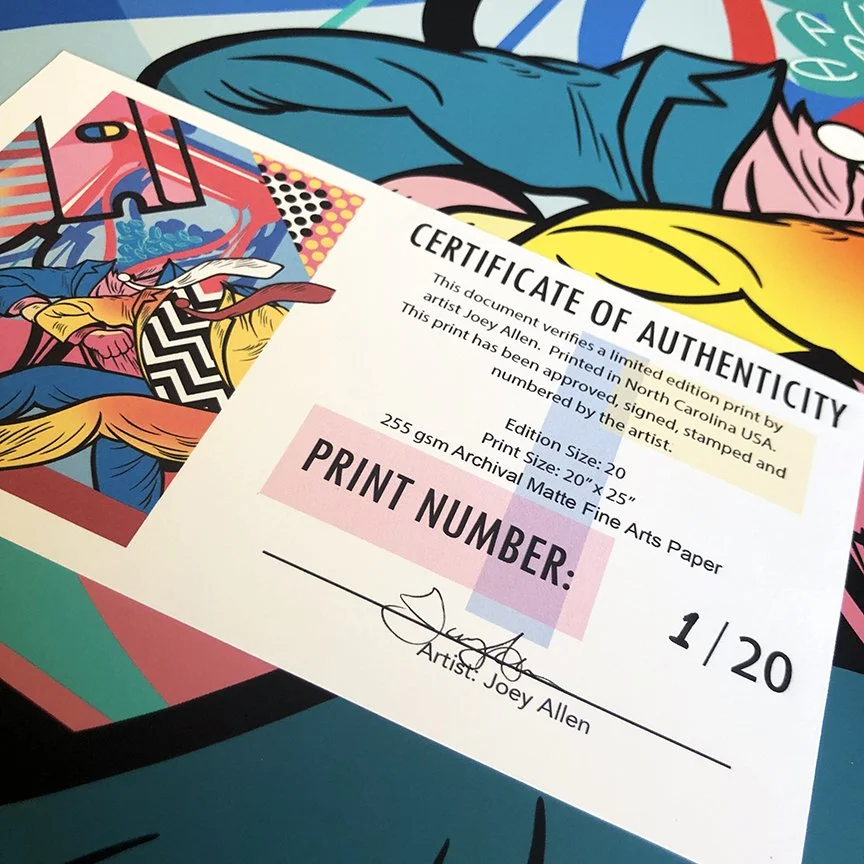 CERTIFICATE OF AUTHENTICITY
This document verifies a limited edition print by
artist Joey Allen. Printed in North Carolina USA.
This print has been approved, signed, stamped and
numbered by the artist.
Edition Size: 20
Print Size: 20” x 25”
255 gsm Archival Matte Fine Arts Paper
PRINT NUMBER:
1/20
Artist: Joey Allen